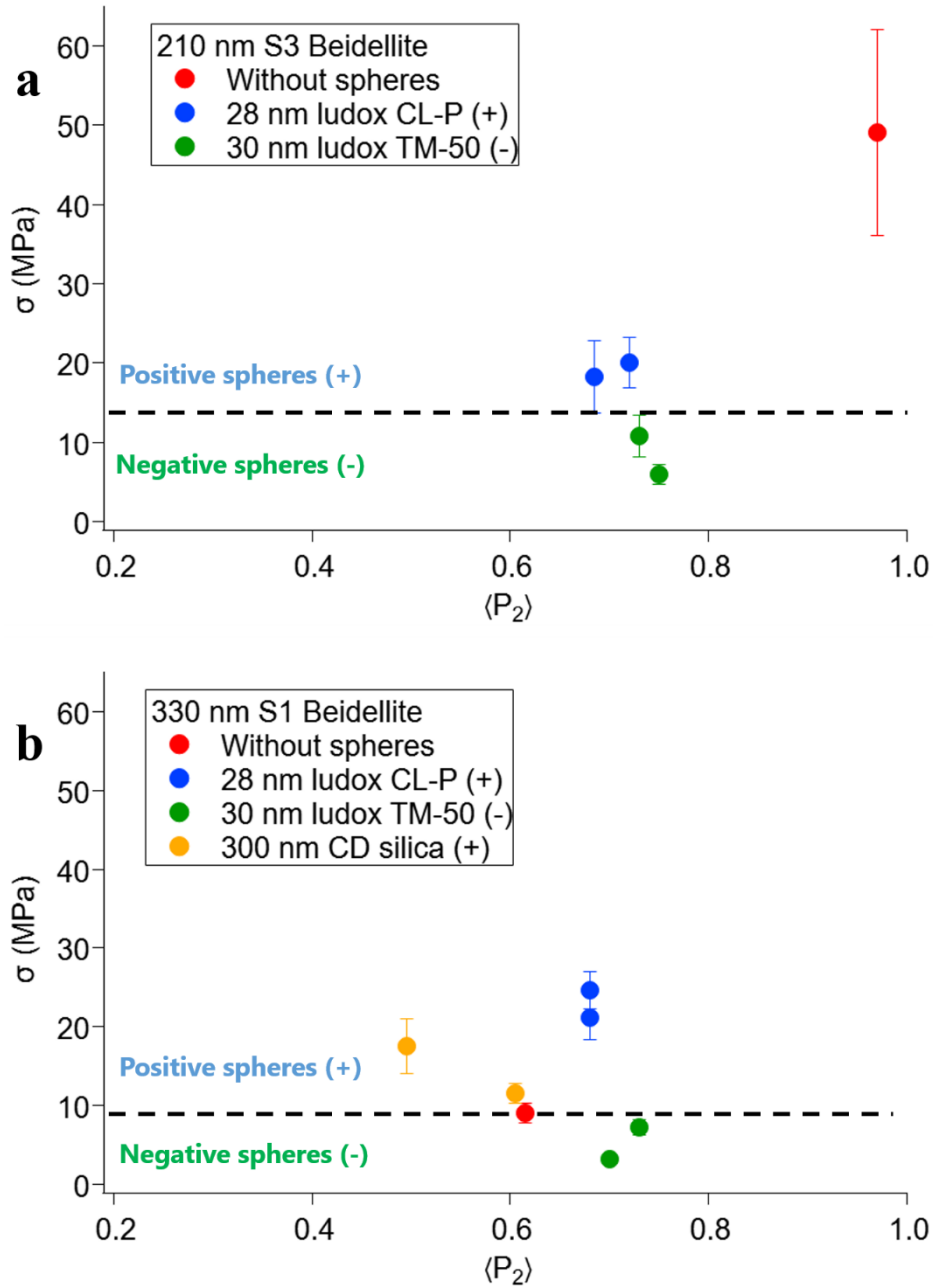 a
210 nm S3 Beidellite
Without spheres
28 nm ludox CL-P (+)
30 nm ludox TM-50 (-)
60
50
40
30
20
10
0
σ (MPa)
Positive spheres (+)
Negative spheres (-)
0.2 0.4 0.6 0.8 1.0
⟨P₂⟩
b
330 nm S1 Beidellite
Without spheres
28 nm ludox CL-P (+)
30 nm ludox TM-50 (-)
300 nm CD silica (+)
60
50
40
30
20
10
0
σ (MPa)
Positive spheres (+)
Negative spheres (-)
0.2 0.4 0.6 0.8 1.0
⟨P₂⟩